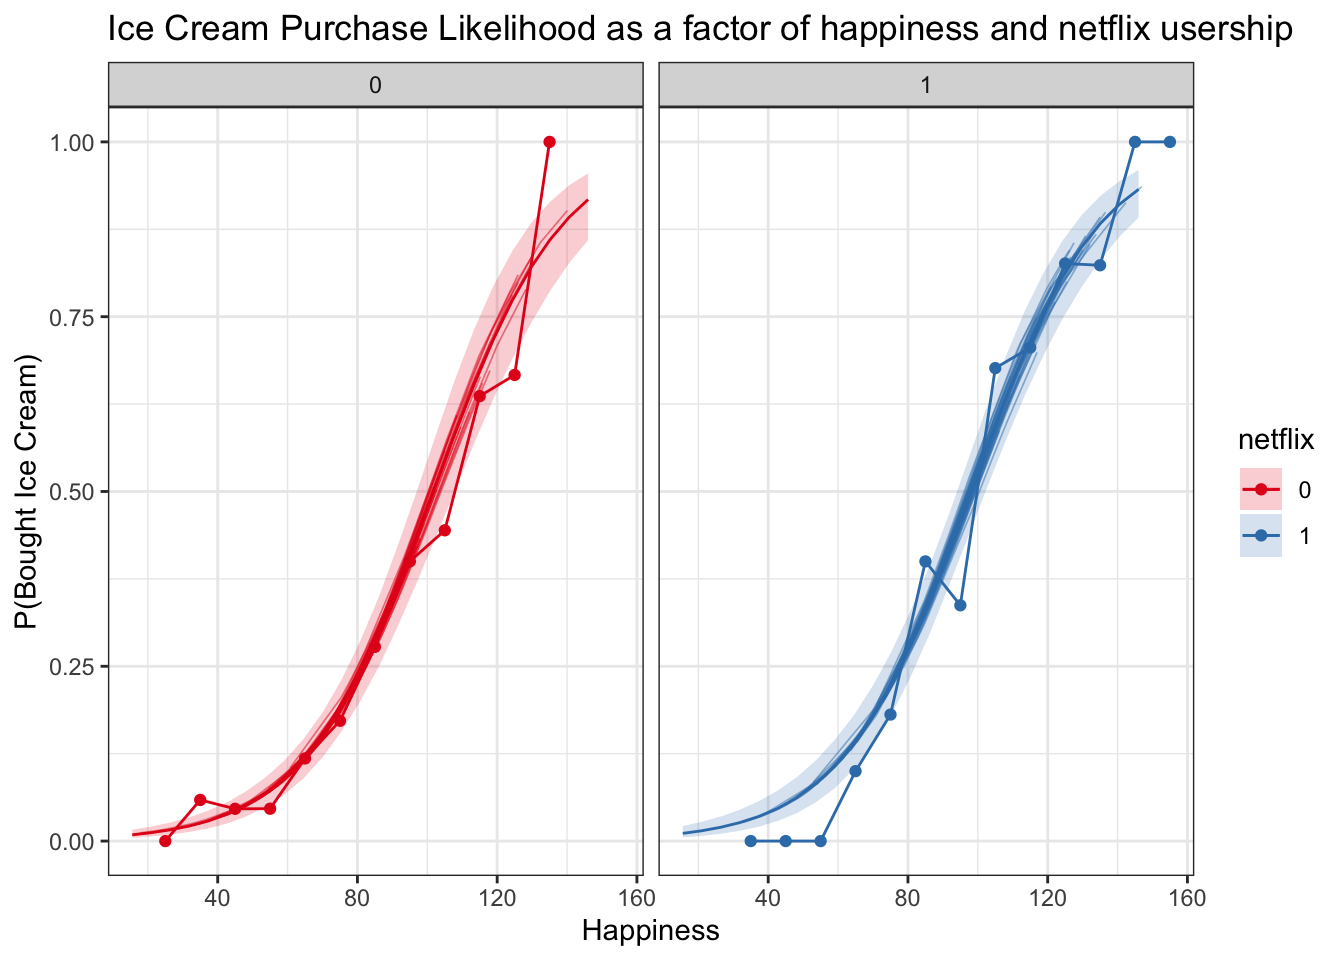 Ice Cream Purchase Likelihood as a factor of happiness and netflix usership
0
1
P(Bought Ice Cream)
1.00
0.75
0.50
0.25
0.00
40 80 120 160
40 80 120 160
Happiness
netflix
0
1